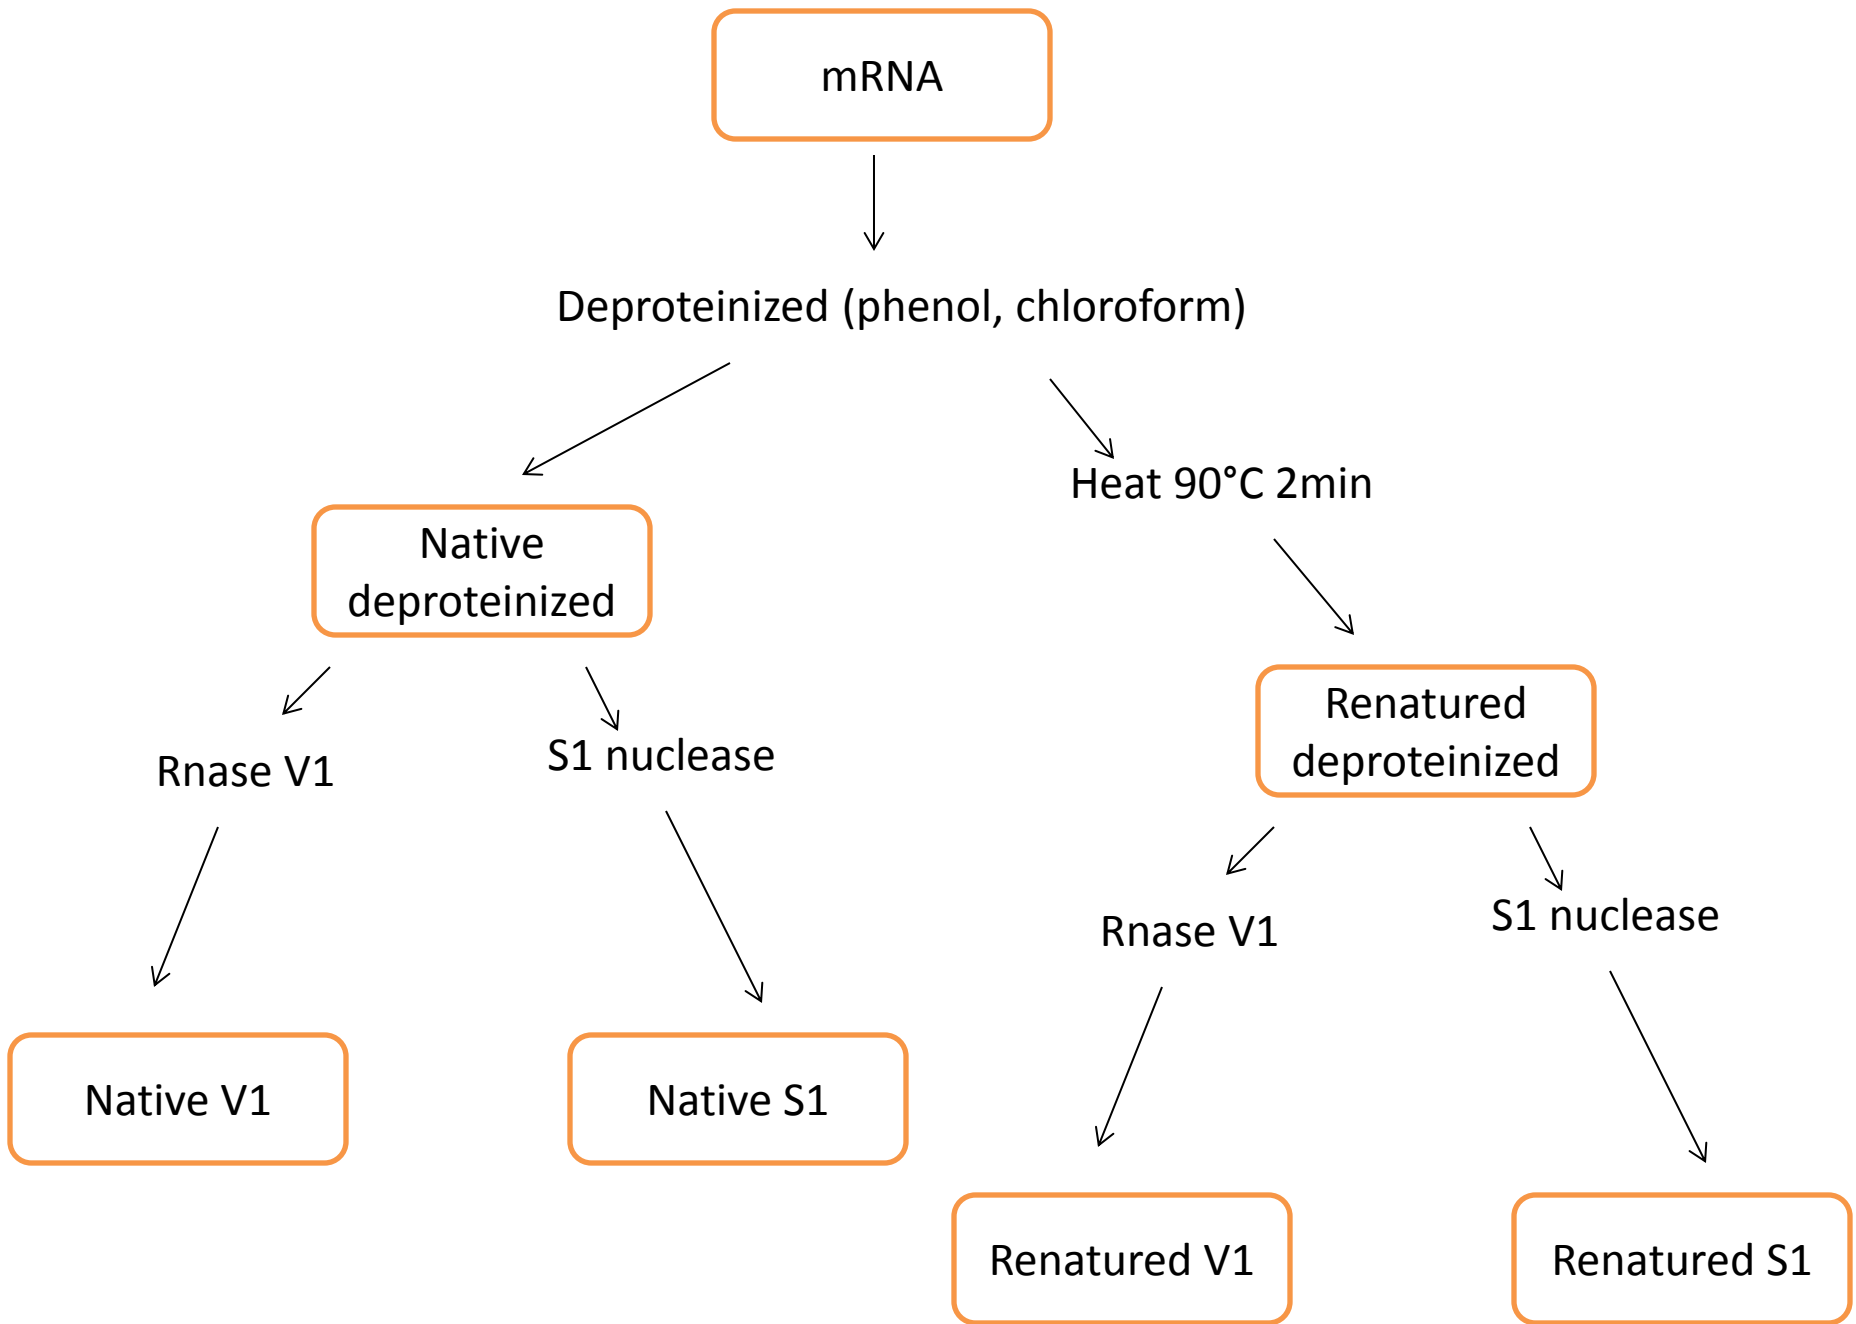 mRNA
Deproteinized (phenol, chloroform)
Heat 90°C 2min
Native
deproteinized
Renatured
deproteinized
Rnase V1
S1 nuclease
Rnase V1
S1 nuclease
Native V1
Native S1
Renatured V1
Renatured S1